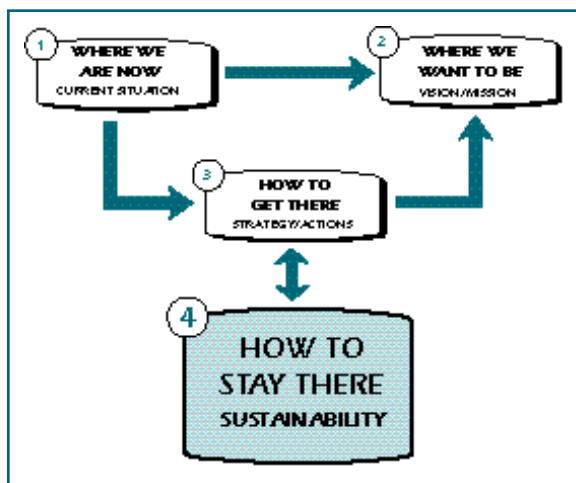 1
WHERE WE
ARE NOW
CURRENT SITUATION
2
WHERE WE
WANT TO BE
VISION/MISSION
3
HOW TO
GET THERE
STRATEGY/ACTIONS
4
HOW TO
STAY THERE
SUSTAINABILITY